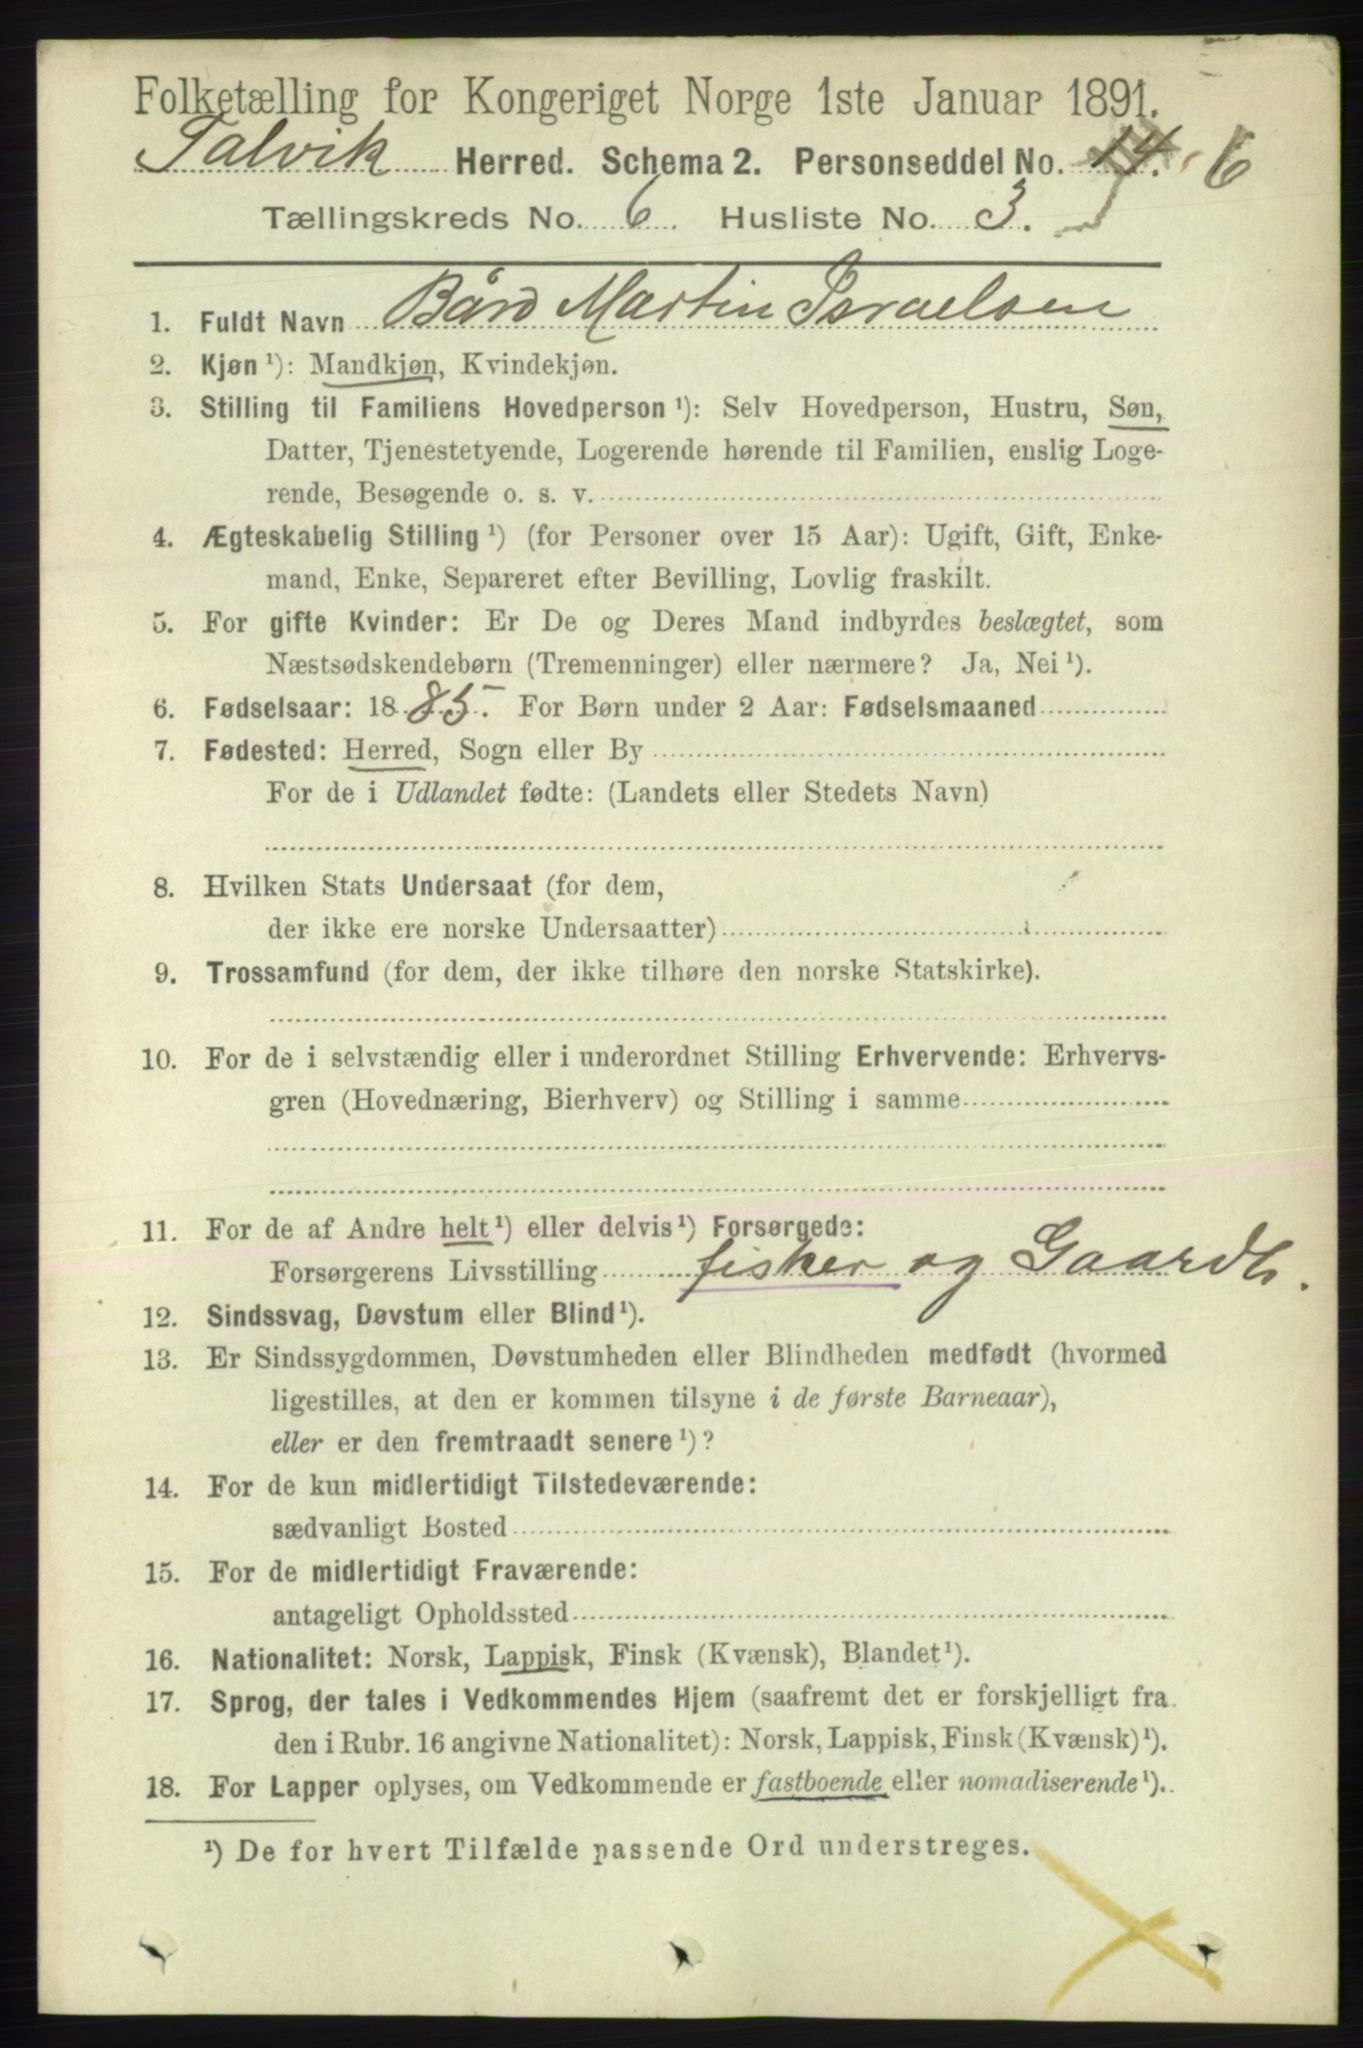 Folketælling for Kongeriget Norge 1ste Januar 1891.
Talvik Herred. Schema 2. Personseddel No. 14. 6
Tællingskreds No. 6. Husliste No. 3.
1. Fuldt Navn Bård Martin Israelsen
2. Kjøn ¹): Mandkjøn, Kvindekjøn.
3. Stilling til Familiens Hovedperson ¹): Selv Hovedperson, Hustru, Søn,
Datter, Tjenestetyende, Logerende hørende til Familien, enslig Loge-
rende, Besøgende o. s. v.
4. Ægteskabelig Stilling ¹) (for Personer over 15 Aar): Ugift, Gift, Enke-
mand, Enke, Separeret efter Bevilling, Lovlig fraskilt.
5. For gifte Kvinder: Er De og Deres Mand indbyrdes beslægtet, som
Næstsødskendebørn (Tremenninger) eller nærmere? Ja, Nei ¹).
6. Fødselsaar: 1885. For Børn under 2 Aar: Fødselsmaaned
7. Fødested: Herred, Sogn eller By
For de i Udlandet fødte: (Landets eller Stedets Navn)
8. Hvilken Stats Undersaat (for dem,
der ikke ere norske Undersaatter)
9. Trossamfund (for dem, der ikke tilhøre den norske Statskirke).
10. For de i selvstændig eller i underordnet Stilling Erhvervende: Erhvervs-
gren (Hovednæring, Bierhverv) og Stilling i samme
11. For de af Andre helt ¹) eller delvis ¹) Forsørgede:
Forsørgerens Livsstilling fisker og Gaardb.
12. Sindssvag, Døvstum eller Blind ¹).
13. Er Sindssygdommen, Døvstumheden eller Blindheden medfødt (hvormed
ligestilles, at den er kommen tilsyne i de første Barneaar),
eller er den fremtraadt senere ¹)?
14. For de kun midlertidigt Tilstedeværende:
sædvanligt Bosted
15. For de midlertidigt Fraværende:
antageligt Opholdssted
16. Nationalitet: Norsk, Lappisk, Finsk (Kvænsk), Blandet ¹).
17. Sprog, der tales i Vedkommendes Hjem (saafremt det er forskjelligt fra
den i Rubr. 16 angivne Nationalitet): Norsk, Lappisk, Finsk (Kvænsk) ¹).
18. For Lapper oplyses, om Vedkommende er fastboende eller nomadiserende ¹).
¹) De for hvert Tilfælde passende Ord understreges.